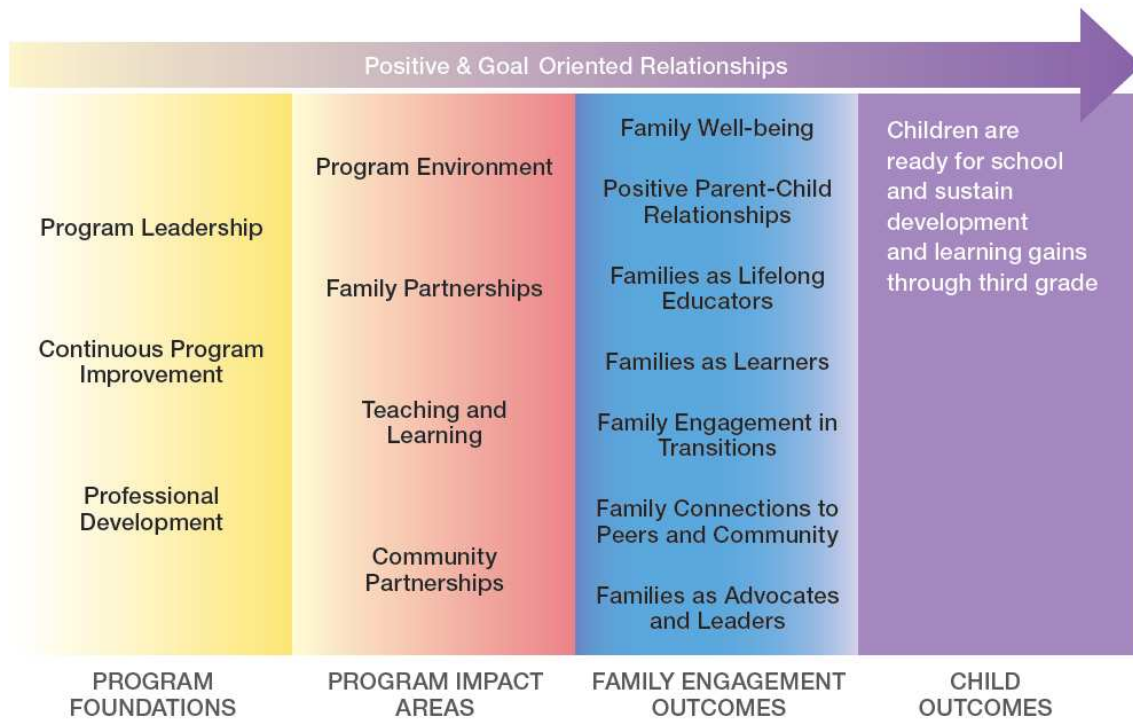 Positive & Goal Oriented Relationships
Program Leadership
Continuous Program
Improvement
Professional
Development
Program Environment
Family Partnerships
Teaching and
Learning
Community
Partnerships
Family Well-being
Positive Parent-Child
Relationships
Families as Lifelong
Educators
Families as Learners
Family Engagement in
Transitions
Family Connections to
Peers and Community
Families as Advocates
and Leaders
Children are
ready for school
and sustain
development
and learning gains
through third grade
PROGRAM
FOUNDATIONS
PROGRAM IMPACT
AREAS
FAMILY ENGAGEMENT
OUTCOMES
CHILD
OUTCOMES